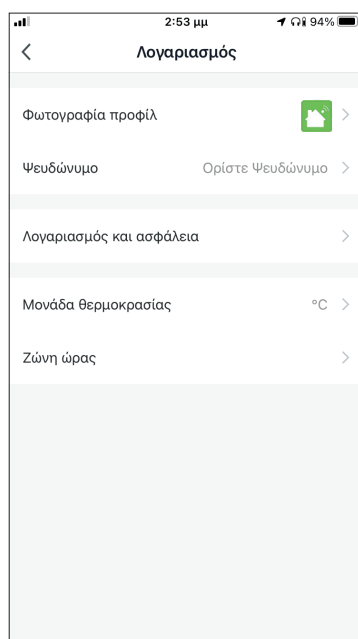 2:53 μμ 94%
Λογαριασμός
Φωτογραφία προφίλ
Ψευδώνυμο Ορίστε Ψευδώνυμο
Λογαριασμός και ασφάλεια
Μονάδα θερμοκρασίας °C
Ζώνη ώρας